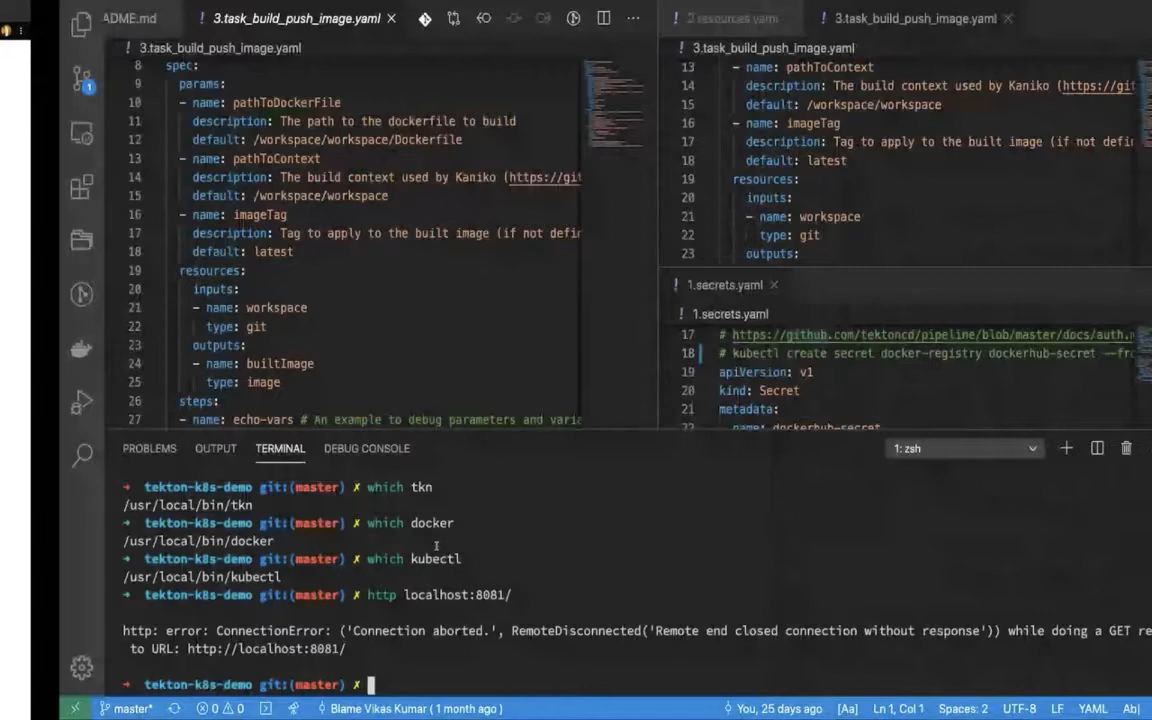 ADME.md
! 3.task_build_push_image.yaml ×
! 3.task_build_push_image.yaml
8 spec:
9 params:
10 - name: pathToDockerFile
11 description: The path to the dockerfile to build
12 default: /workspace/workspace/Dockerfile
13 - name: pathToContext
14 description: The build context used by Kaniko (https://git
15 default: /workspace/workspace
16 - name: imageTag
17 description: Tag to apply to the built image (if not defin
18 default: latest
19 resources:
20 inputs:
21 - name: workspace
22 type: git
23 outputs:
24 - name: builtImage
25 type: image
26 steps:
27 - name: echo-vars # An example to debug parameters and varia
2 resources.yaml
! 3.task_build_push_image.yaml ×
! 3.task_build_push_image.yaml
13 - name: pathToContext
14 description: The build context used by Kaniko (https://git
15 default: /workspace/workspace
16 - name: imageTag
17 description: Tag to apply to the built image (if not defin
18 default: latest
19 resources:
20 inputs:
21 - name: workspace
22 type: git
23 outputs:
! 1.secrets.yaml ×
! 1.secrets.yaml
17 # https://github.com/tektoncd/pipeline/blob/master/docs/auth.m
18 # kubectl create secret docker-registry dockerhub-secret --fro
19 apiVersion: v1
20 kind: Secret
21 metadata:
22 name: dockerhub-secret
1
PROBLEMS OUTPUT TERMINAL DEBUG CONSOLE
1: zsh
➜ tekton-k8s-demo git:(master) ✗ which tkn
/usr/local/bin/tkn
➜ tekton-k8s-demo git:(master) ✗ which docker
/usr/local/bin/docker
➜ tekton-k8s-demo git:(master) ✗ which kubectl
/usr/local/bin/kubectl
➜ tekton-k8s-demo git:(master) ✗ http localhost:8081/
http: error: ConnectionError: ('Connection aborted.', RemoteDisconnected('Remote end closed connection without response')) while doing a GET re
to URL: http://localhost:8081/
➜ tekton-k8s-demo git:(master) ✗
master* 0 0 Blame Vikas Kumar ( 1 month ago ) You, 25 days ago [Aa] Ln 1, Col 1 Spaces: 2 UTF-8 LF YAML Ab|